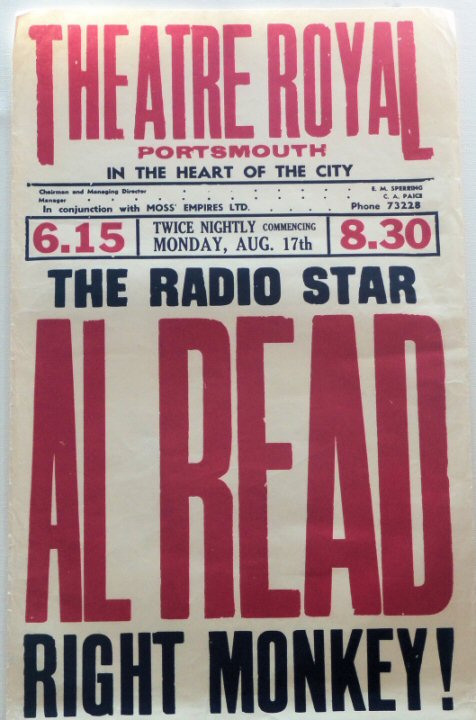 THEATRE ROYAL
PORTSMOUTH
IN THE HEART OF THE CITY
Chairman and Managing Director . . . . . . . . E. M. SPERRING
Manager . . . . . . . . . . C. A. PAICE
In conjunction with MOSS' EMPIRES LTD. . . . . . Phone 73228
6.15 TWICE NIGHTLY COMMENCING MONDAY, AUG. 17th 8.30
THE RADIO STAR
AL READ
RIGHT MONKEY!